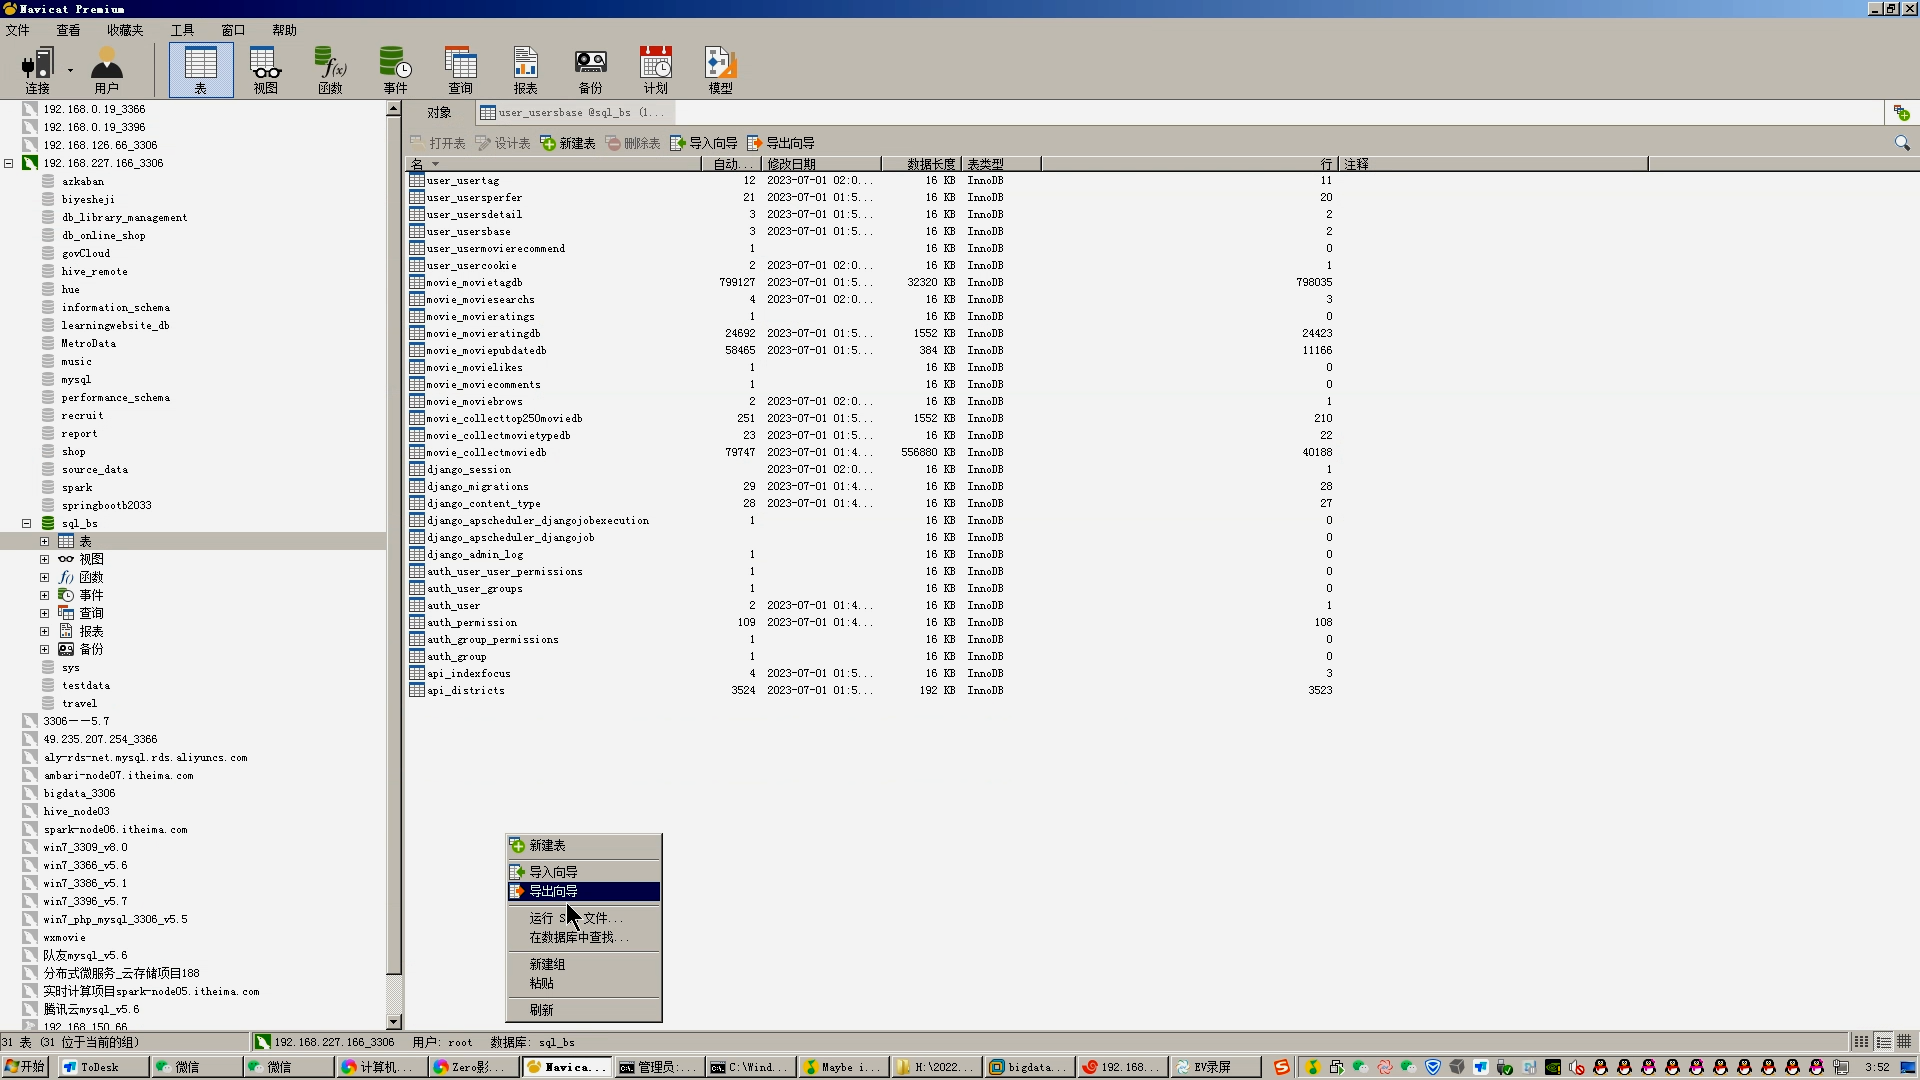 Navicat Premium
文件 查看 收藏夹 工具 窗口 帮助
连接 用户 表 视图 函数 事件 查询 报表 备份 计划 模型
192.168.0.19_3366
192.168.0.19_3396
192.168.126.66_3306
192.168.227.166_3306
azkaban
biyesheji
db_library_management
db_online_shop
govCloud
hive_remote
hue
information_schema
learningwebsite_db
MetroData
music
mysql
performance_schema
recruit
report
shop
source_data
spark
springbootb2033
sql_bs
表
视图
函数
事件
查询
报表
备份
sys
testdata
travel
3306——5.7
49.235.207.254_3366
aly-rds-net.mysql.rds.aliyuncs.com
ambari-node07.itheima.com
bigdata_3306
hive_node03
spark-node06.itheima.com
win7_3309_v8.0
win7_3366_v5.6
win7_3386_v5.1
win7_3396_v5.7
win7_php_mysql_3306_v5.5
wxmovie
队友mysql_v5.6
分布式微服务_云存储项目188
实时计算项目spark-node05.itheima.com
腾讯云mysql_v5.6
192.168.150.66
对象 user_usersbase @sql_bs (1...
打开表 设计表 新建表 删除表 导入向导 导出向导
名 自动... 修改日期 数据长度 表类型 行 注释
user_usertag 12 2023-07-01 02:0... 16 KB InnoDB 11
user_usersperfer 21 2023-07-01 01:5... 16 KB InnoDB 20
user_usersdetail 3 2023-07-01 01:5... 16 KB InnoDB 2
user_usersbase 3 2023-07-01 01:5... 16 KB InnoDB 2
user_usermovierecommend 1 16 KB InnoDB 0
user_usercookie 2 2023-07-01 02:0... 16 KB InnoDB 1
movie_movietagdb 799127 2023-07-01 01:5... 32320 KB InnoDB 798035
movie_moviesearchs 4 2023-07-01 02:0... 16 KB InnoDB 3
movie_movieratings 1 16 KB InnoDB 0
movie_movieratingdb 24692 2023-07-01 01:5... 1552 KB InnoDB 24423
movie_moviepubdatedb 58465 2023-07-01 01:5... 384 KB InnoDB 11166
movie_movielikes 1 16 KB InnoDB 0
movie_moviecomments 1 16 KB InnoDB 0
movie_moviebrows 2 2023-07-01 02:0... 16 KB InnoDB 1
movie_collecttop250moviedb 251 2023-07-01 01:5... 1552 KB InnoDB 210
movie_collectmovietypedb 23 2023-07-01 01:5... 16 KB InnoDB 22
movie_collectmoviedb 79747 2023-07-01 01:4... 556880 KB InnoDB 40188
django_session 2023-07-01 02:0... 16 KB InnoDB 1
django_migrations 29 2023-07-01 01:4... 16 KB InnoDB 28
django_content_type 28 2023-07-01 01:4... 16 KB InnoDB 27
django_apscheduler_djangojobexecution 1 16 KB InnoDB 0
django_apscheduler_djangojob 16 KB InnoDB 0
django_admin_log 1 16 KB InnoDB 0
auth_user_user_permissions 1 16 KB InnoDB 0
auth_user_groups 1 16 KB InnoDB 0
auth_user 2 2023-07-01 01:4... 16 KB InnoDB 1
auth_permission 109 2023-07-01 01:4... 16 KB InnoDB 108
auth_group_permissions 1 16 KB InnoDB 0
auth_group 1 16 KB InnoDB 0
api_indexfocus 4 2023-07-01 01:5... 16 KB InnoDB 3
api_districts 3524 2023-07-01 01:5... 192 KB InnoDB 3523
新建表
导入向导
导出向导
运行 S 文件...
在数据库中查找...
新建组
粘贴
刷新
31 表 (31 位于当前的组) 192.168.227.166_3306 用户: root 数据库: sql_bs
开始 ToDesk 微信 微信 计算机... Zero影... Navica... 管理员:... C:\Wind... Maybe i... H:\2022... bigdata... 192.168... EV录屏 3:52